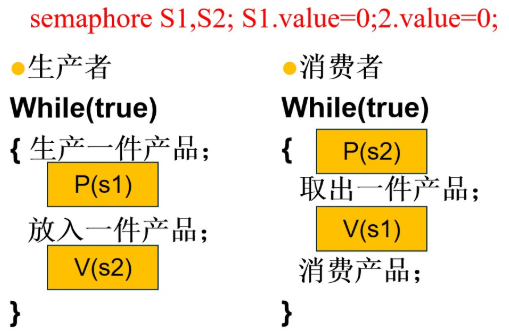 semaphore S1,S2; S1.value=0;2.value=0;
●生产者
While(true)
{ 生产一件产品；
P(s1)
放入一件产品；
V(s2)
}
●消费者
While(true)
{ P(s2)
取出一件产品；
V(s1)
消费产品；
}